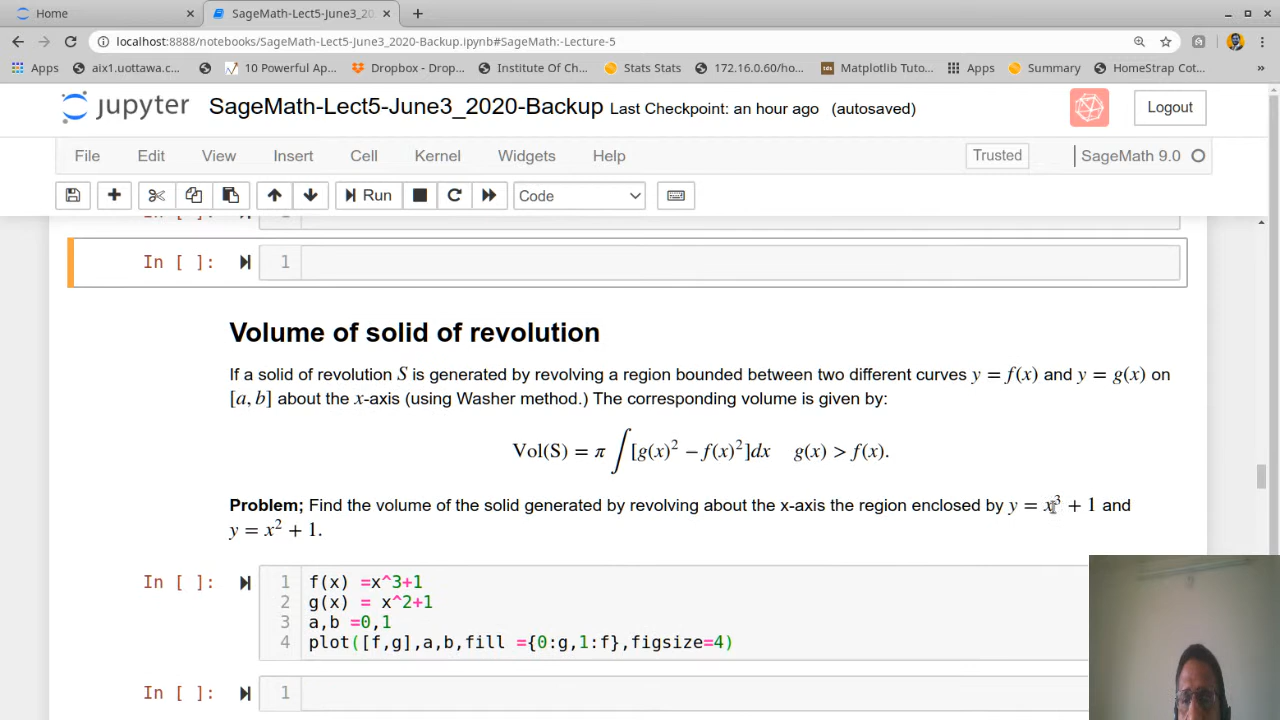 Home
SageMath-Lect5-June3_20
localhost:8888/notebooks/SageMath-Lect5-June3_2020-Backup.ipynb#SageMath:-Lecture-5
Apps aix1.uottawa.c... 10 Powerful Ap... Dropbox - Drop... Institute Of Ch... Stats Stats 172.16.0.60/ho... Matplotlib Tuto... Apps Summary HomeStrap Cot... »
jupyter SageMath-Lect5-June3_2020-Backup Last Checkpoint: an hour ago (autosaved) Logout
File Edit View Insert Cell Kernel Widgets Help Trusted SageMath 9.0
Run Code
In [ ]: 1
Volume of solid of revolution
If a solid of revolution S is generated by revolving a region bounded between two different curves y = f(x) and y = g(x) on
[a, b] about the x-axis (using Washer method.) The corresponding volume is given by:
Vol(S) = π ∫ [g(x)² − f(x)²]dx g(x) > f(x).
Problem; Find the volume of the solid generated by revolving about the x-axis the region enclosed by y = x³ + 1 and
y = x² + 1.
In [ ]: 1 f(x) =x^3+1
2 g(x) = x^2+1
3 a,b =0,1
4 plot([f,g],a,b,fill ={0:g,1:f},figsize=4)
In [ ]: 1